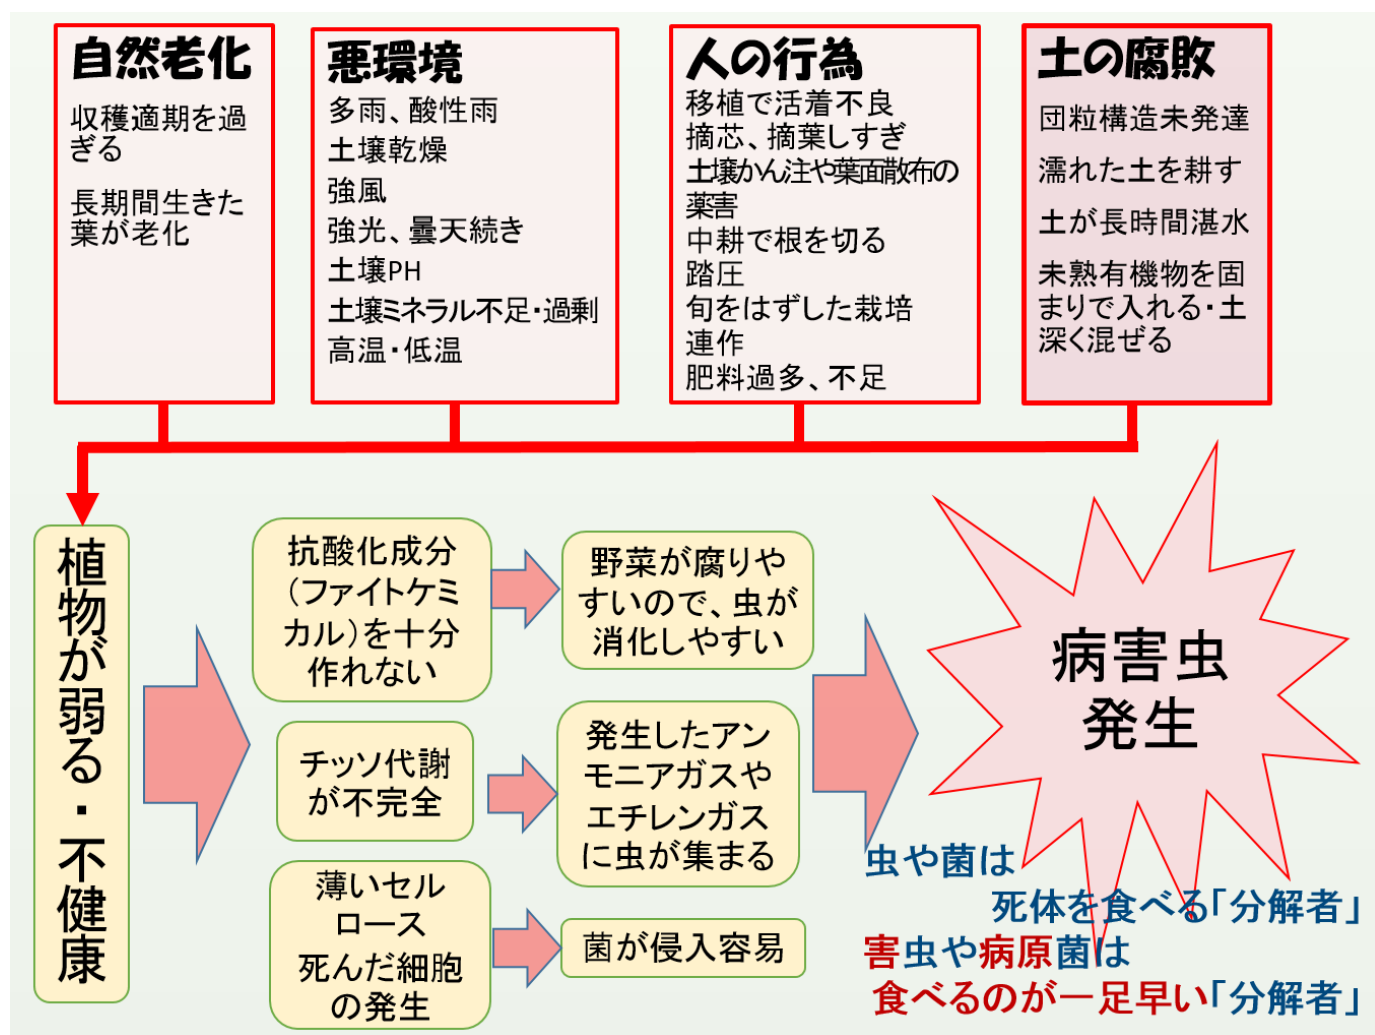 自然老化
収穫適期を過
ぎる
長期間生きた
葉が老化
悪環境
多雨、酸性雨
土壌乾燥
強風
強光、曇天続き
土壌PH
土壌ミネラル不足・過剰
高温・低温
人の行為
移植で活着不良
摘芯、摘葉しすぎ
土壌かん注や葉面散布の
薬害
中耕で根を切る
踏圧
旬をはずした栽培
連作
肥料過多、不足
土の腐敗
団粒構造未発達
濡れた土を耕す
土が長時間湛水
未熟有機物を固
まりで入れる・土
深く混ぜる
植物が弱る・不健康
抗酸化成分
(ファイトケミ
カル)を十分
作れない
野菜が腐りや
すいので、虫が
消化しやすい
チッソ代謝
が不完全
発生したアン
モニアガスや
エチレンガス
に虫が集まる
薄いセル
ロース
死んだ細胞
の発生
菌が侵入容易
病害虫
発生
虫や菌は
死体を食べる「分解者」
害虫や病原菌は
食べるのが一足早い「分解者」